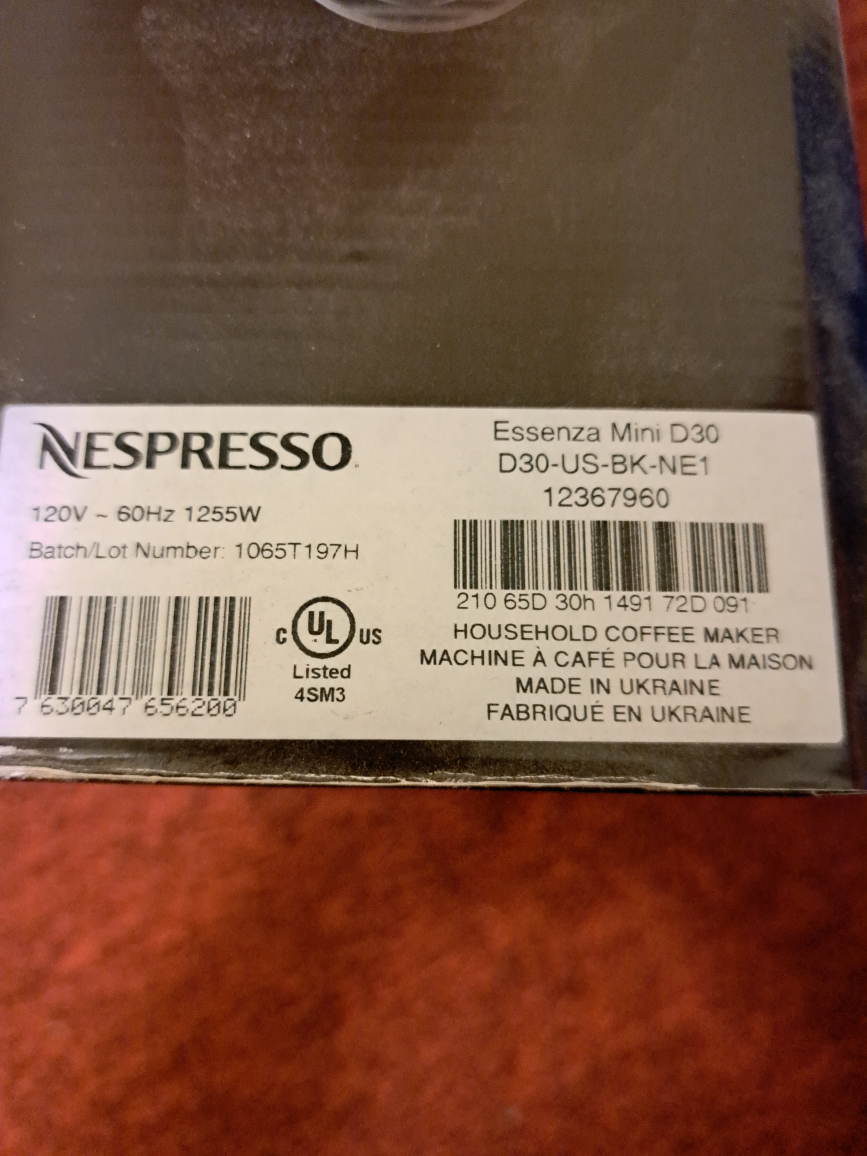 NESPRESSO
120V ~ 60Hz 1255W
Batch/Lot Number: 1065T197H
7 630047 656200
C UL US
Listed
4SM3
Essenza Mini D30
D30-US-BK-NE1
12367960
210 65D 30h 1491 72D 091
HOUSEHOLD COFFEE MAKER
MACHINE À CAFÉ POUR LA MAISON
MADE IN UKRAINE
FABRIQUÉ EN UKRAINE